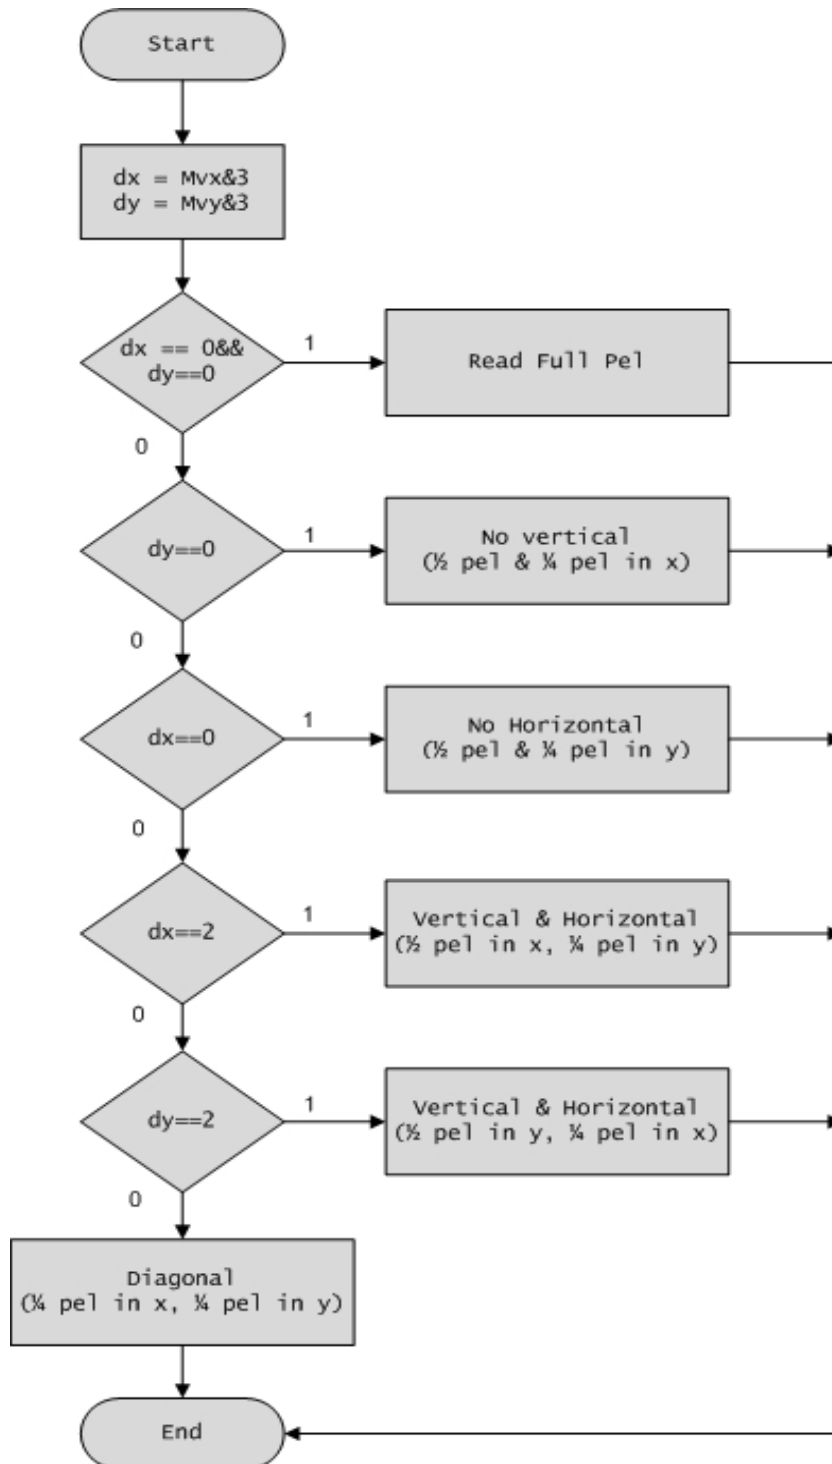 Start
dx = Mvx&3
dy = Mvy&3
dx == 0&&
dy==0
1
Read Full Pel
0
dy==0
1
No vertical
(½ pel & ¼ pel in x)
0
dx==0
1
No Horizontal
(½ pel & ¼ pel in y)
0
dx==2
1
Vertical & Horizontal
(½ pel in x, ¼ pel in y)
0
dy==2
1
Vertical & Horizontal
(½ pel in y, ¼ pel in x)
0
Diagonal
(¼ pel in x, ¼ pel in y)
End